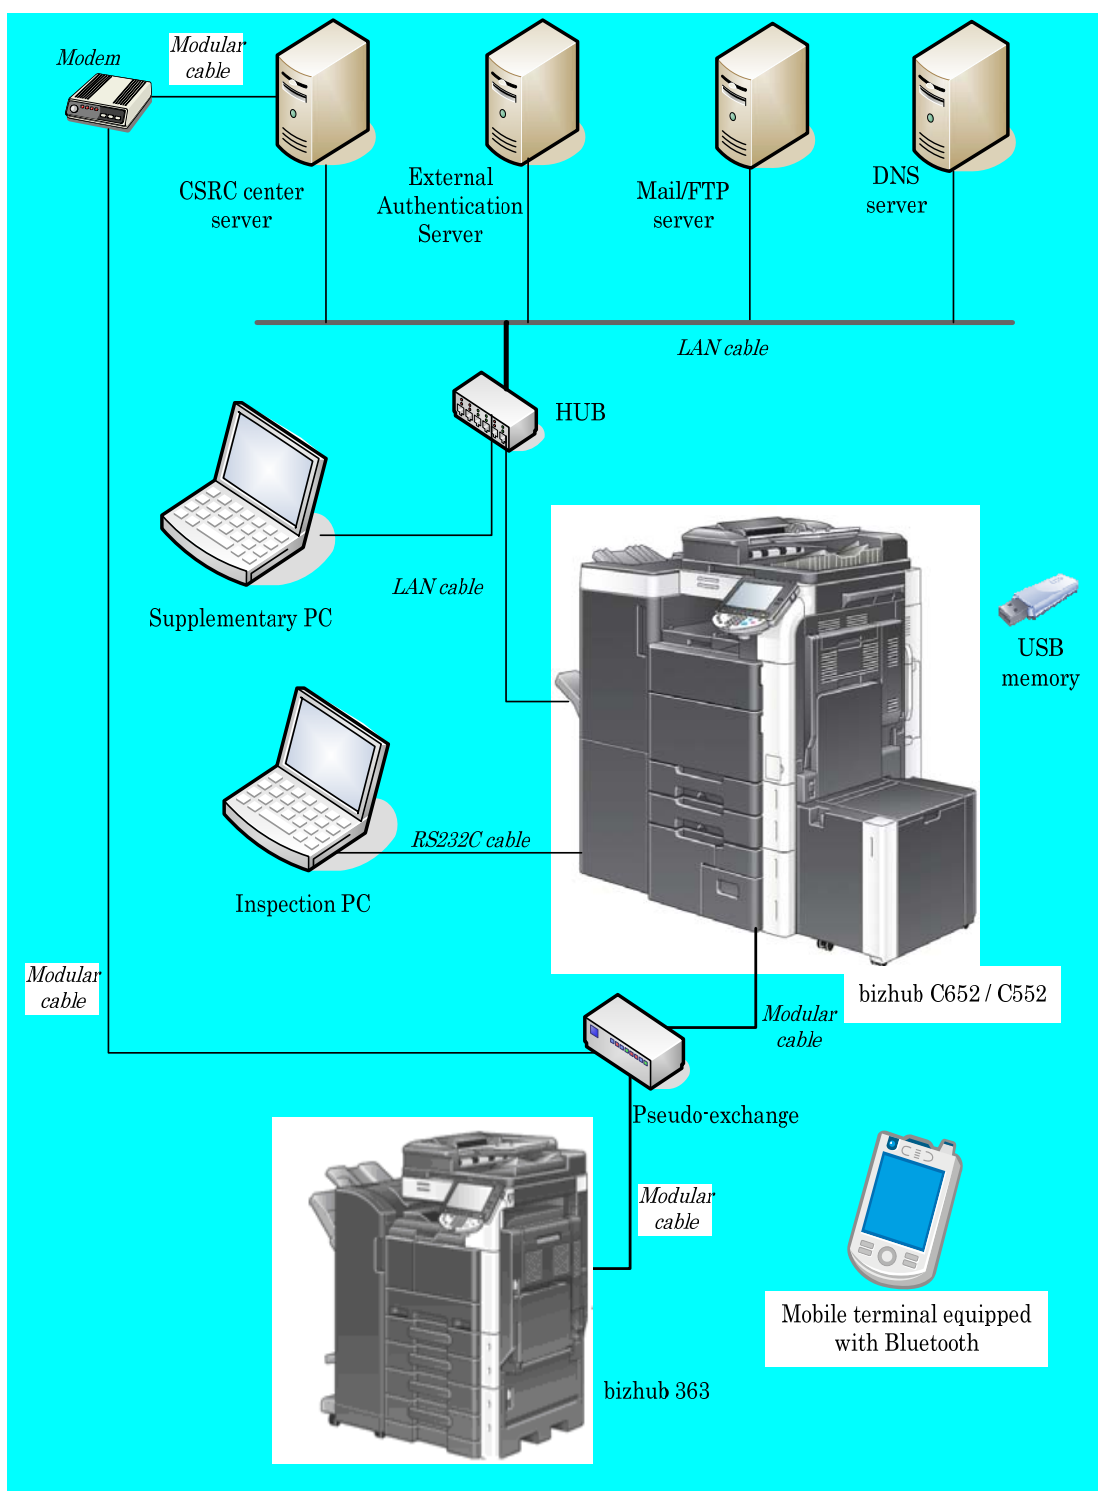 Modem
Modular
cable
CSRC center
server
External
Authentication
Server
Mail/FTP
server
DNS
server
LAN cable
HUB
Supplementary PC
LAN cable
USB
memory
RS232C cable
Inspection PC
Modular
cable
bizhub C652 / C552
Modular
cable
Pseudo-exchange
Modular
cable
Mobile terminal equipped
with Bluetooth
bizhub 363